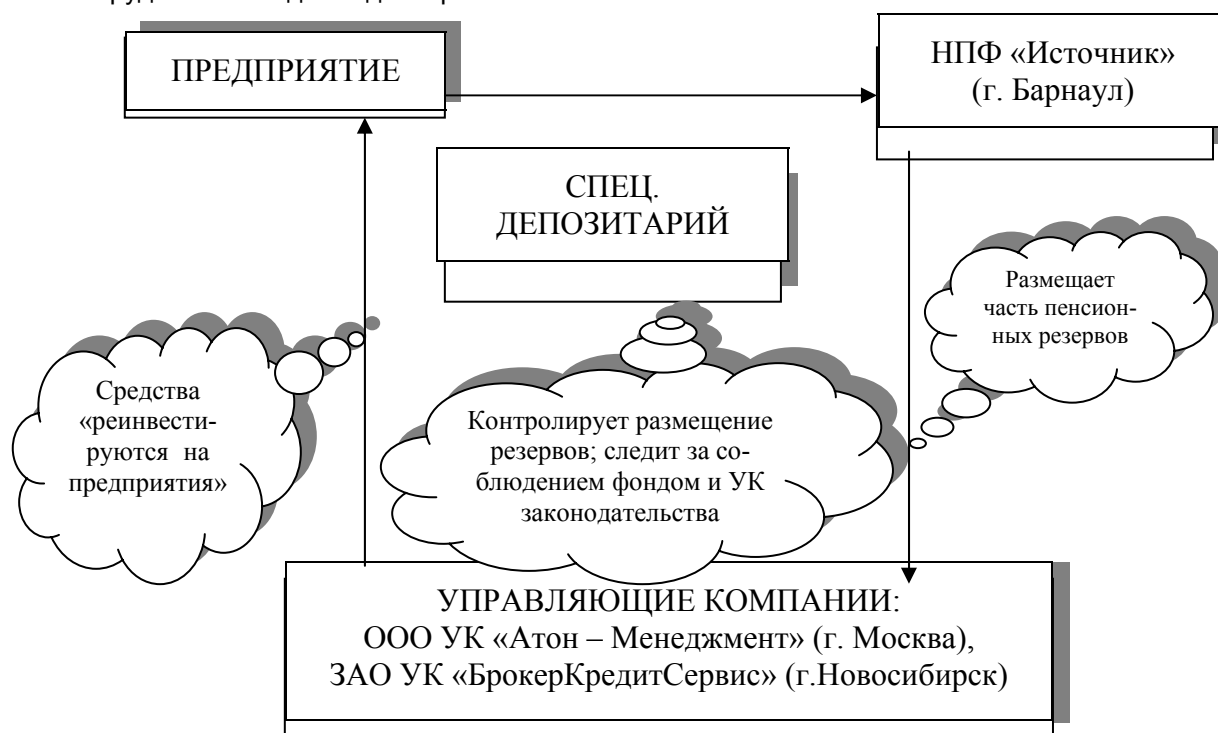 ПРЕДПРИЯТИЕ
НПФ «Источник»
(г. Барнаул)
СПЕЦ.
ДЕПОЗИТАРИЙ
Размещает
часть пенсион-
ных резервов
Средства
«реинвести-
руются на
предприятия»
Контролирует размещение
резервов; следит за со-
блюдением фондом и УК
законодательства
УПРАВЛЯЮЩИЕ КОМПАНИИ:
ООО УК «Атон – Менеджмент» (г. Москва),
ЗАО УК «БрокерКредитСервис» (г.Новосибирск)